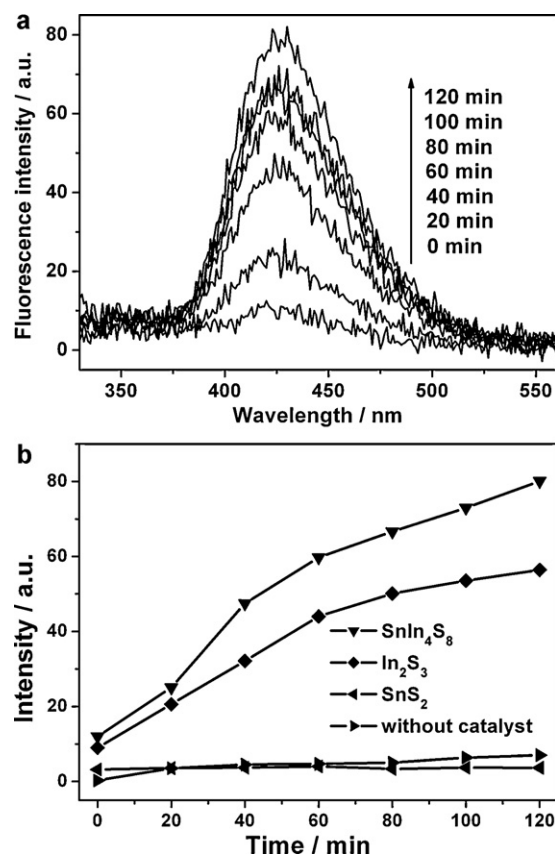 a
80
60
40
20
0
Fluorescence intensity / a.u.
120 min
100 min
80 min
60 min
40 min
20 min
0 min
350 400 450 500 550
Wavelength / nm
b
80
60
40
20
0
Intensity / a.u.
SnIn₄S₈
In₂S₃
SnS₂
without catalyst
0 20 40 60 80 100 120
Time / min